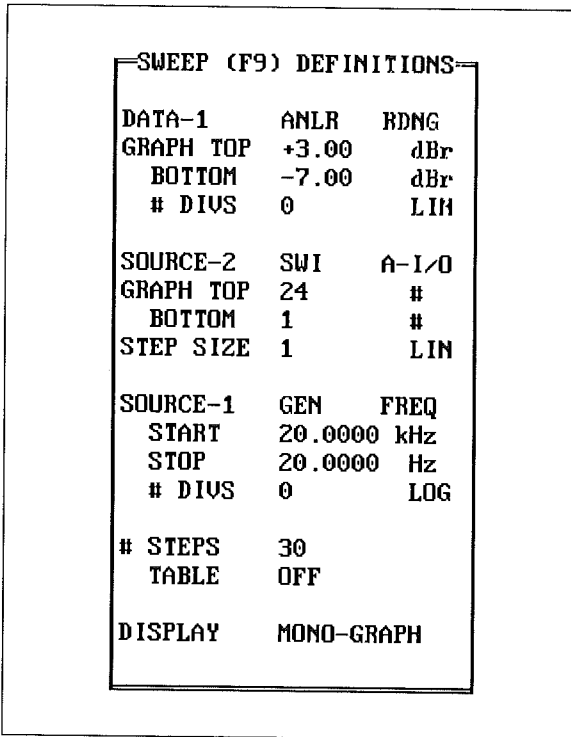 SWEEP (F9) DEFINITIONS
DATA-1 ANLR RDNG
GRAPH TOP +3.00 dBr
BOTTOM -7.00 dBr
# DIVS 0 LIN
SOURCE-2 SWI A-I/O
GRAPH TOP 24 #
BOTTOM 1 #
STEP SIZE 1 LIN
SOURCE-1 GEN FREQ
START 20.0000 kHz
STOP 20.0000 Hz
# DIVS 0 LOG
# STEPS 30
TABLE OFF
DISPLAY MONO-GRAPH